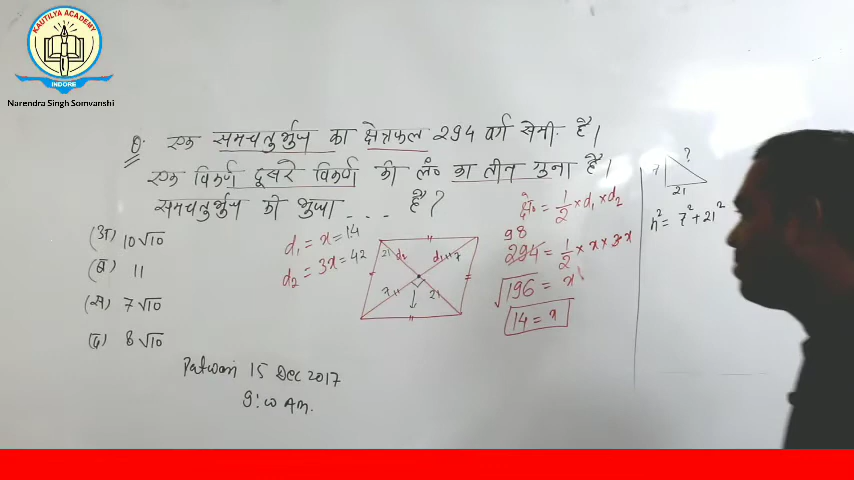 KAUTILYA ACADEMY
INDORE
Narendra Singh Somvanshi
Q. एक समचतुर्भुज का क्षेत्रफल 294 वर्ग सेमी. है।
एक विकर्ण दूसरे विकर्ण की लं० का तीन गुना है।
समचतुर्भुज की भुजा . . . है?
(अ) 10√10
(ब) 11
(स) 7√10
(द) 8√10
d₁ = x = 14
d₂ = 3x = 42
21 d₂ d₁ 7
7 21
क्षे० = 1/2 × d₁ × d₂
98
294 = 1/2 × x × 3x
√196 = x
14 = x
?
7
21
h² = 7² + 21²
Patwari 15 Dec 2017
9:00 AM.